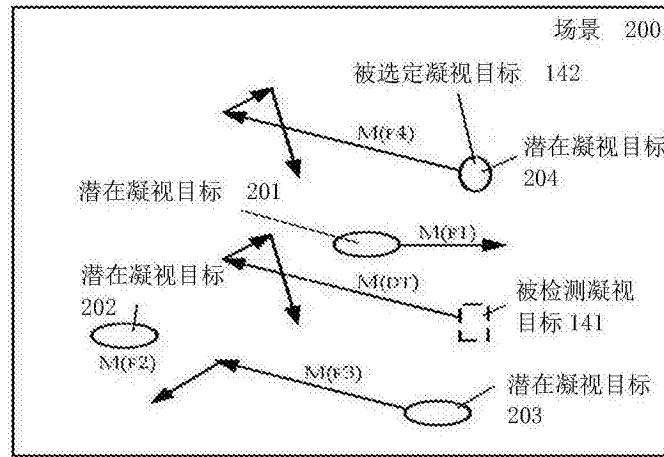 场景 200
被选定凝视目标 142
M(F4)
潜在凝视目标
204
潜在凝视目标 201
M(F1)
潜在凝视目标
202
M(DT)
被检测凝视
目标 141
M(F2)
M(F3)
潜在凝视目标
203